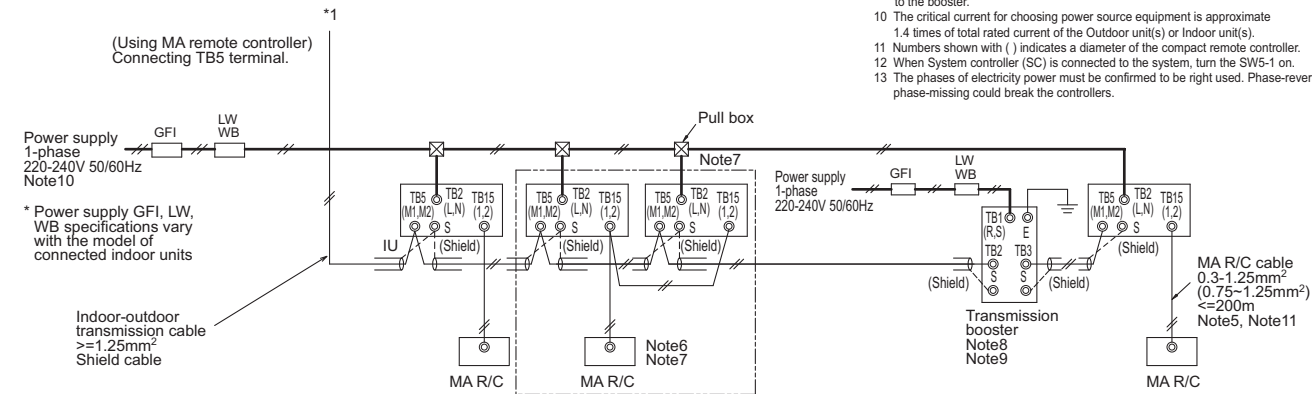 to the booster.
10 The critical current for choosing power source equipment is approximate
1.4 times of total rated current of the Outdoor unit(s) or Indoor unit(s).
11 Numbers shown with ( ) indicates a diameter of the compact remote controller.
12 When System controller (SC) is connected to the system, turn the SW5-1 on.
13 The phases of electricity power must be confirmed to be right used. Phase-rever
phase-missing could break the controllers.
*1
(Using MA remote controller)
Connecting TB5 terminal.
Power supply
1-phase
220-240V 50/60Hz
Note10
GFI
LW
WB
* Power supply GFI, LW,
WB specifications vary
with the model of
connected indoor units
Pull box
Note7
TB5
(M1,M2)
TB2
(L,N)
TB15
(1,2)
S
(Shield)
IU
TB5
(M1,M2)
TB2
(L,N)
TB15
(1,2)
S
(Shield)
TB5
(M1,M2)
TB2
(L,N)
TB15
(1,2)
S
(Shield)
Power supply
1-phase
220-240V 50/60Hz
GFI
LW
WB
TB1
(R,S)
E
TB2
TB3
S
S
(Shield)
(Shield)
Transmission
booster
Note8
Note9
TB5
(M1,M2)
TB2
(L,N)
TB15
(1,2)
S
(Shield)
MA R/C cable
0.3-1.25mm²
(0.75~1.25mm²)
<=200m
Note5, Note11
Indoor-outdoor
transmission cable
>=1.25mm²
Shield cable
MA R/C
Note6
Note7
MA R/C
MA R/C